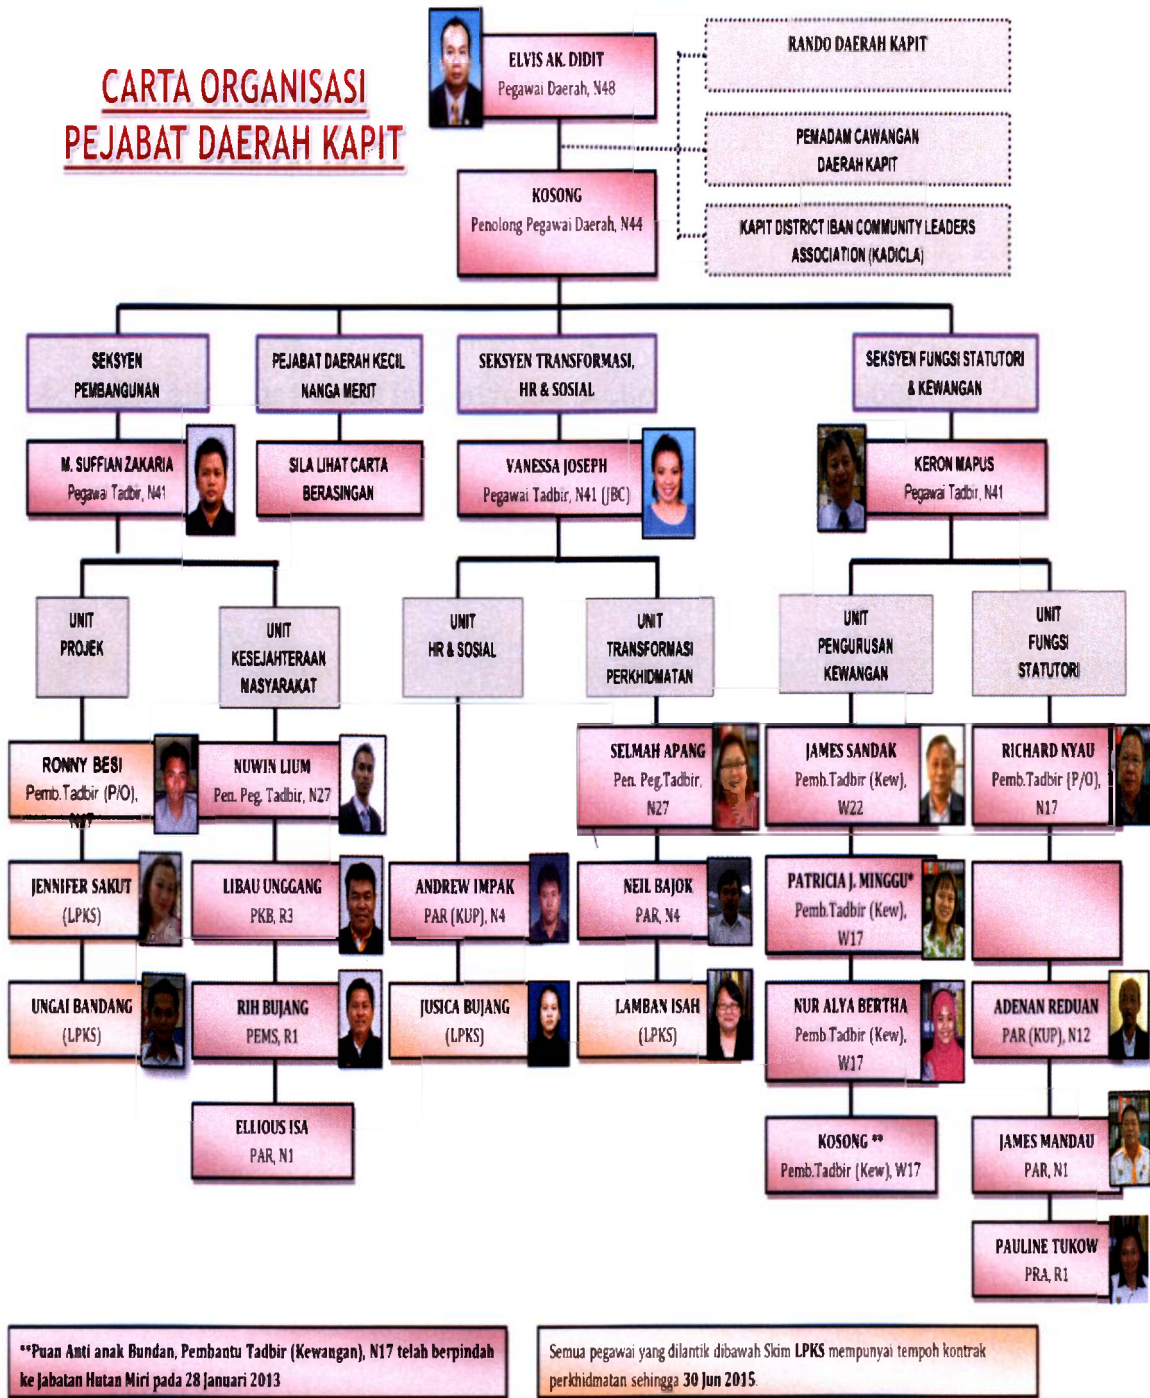 CARTA ORGANISASI
PEJABAT DAERAH KAPIT
ELVIS AK. DIDIT
Pegawai Daerah, N48
RANDO DAERAH KAPIT
PEMADAM CAWANGAN
DAERAH KAPIT
KAPIT DISTRICT IBAN COMMUNITY LEADERS
ASSOCIATION (KADICLA)
KOSONG
Penolong Pegawai Daerah, N44
SEKSYEN
PEMBANGUNAN
PEJABAT DAERAH KECIL
NANGA MERIT
SEKSYEN TRANSFORMASI,
HR & SOSIAL
SEKSYEN FUNGSI STATUTORI
& KEWANGAN
M. SUFFIAN ZAKARIA
Pegawai Tadbir, N41
SILA LIHAT CARTA
BERASINGAN
VANESSA JOSEPH
Pegawai Tadbir, N41 (JBC)
KERON MAPUS
Pegawai Tadbir, N41
UNIT
PROJEK
UNIT
KESEJAHTERAAN
MASYARAKAT
UNIT
HR & SOSIAL
UNIT
TRANSFORMASI
PERKHIDMATAN
UNIT
PENGURUSAN
KEWANGAN
UNIT
FUNGSI
STATUTORI
RONNY BESI
Pemb.Tadbir (P/O),
N17
NUWIN LIUM
Pen. Peg. Tadbir, N27
SELMAH APANG
Pen. Peg.Tadbir,
N27
JAMES SANDAK
Pemb.Tadbir (Kew),
W22
RICHARD NYAU
Pemb.Tadbir (P/O),
N17
JENNIFER SAKUT
(LPKS)
LIBAU UNGGANG
PKB, R3
ANDREW IMPAK
PAR (KUP), N4
NEIL BAJOK
PAR, N4
PATRICIA J. MINGGU*
Pemb.Tadbir (Kew),
W17
UNGAI BANDANG
(LPKS)
RIH BUJANG
PEMS, R1
JUSICA BUJANG
(LPKS)
LAMBAN ISAH
(LPKS)
NUR ALYA BERTHA
Pemb.Tadbir (Kew),
W17
ADENAN REDUAN
PAR (KUP), N12
ELLIOUS ISA
PAR, N1
KOSONG **
Pemb.Tadbir (Kew), W17
JAMES MANDAU
PAR, N1
PAULINE TUKOW
PRA, R1
**Puan Anti anak Bundan, Pembantu Tadbir (Kewangan), N17 telah berpindah
ke Jabatan Hutan Miri pada 28 Januari 2013
Semua pegawai yang dilantik dibawah Skim LPKS mempunyai tempoh kontrak
perkhidmatan sehingga 30 Jun 2015.